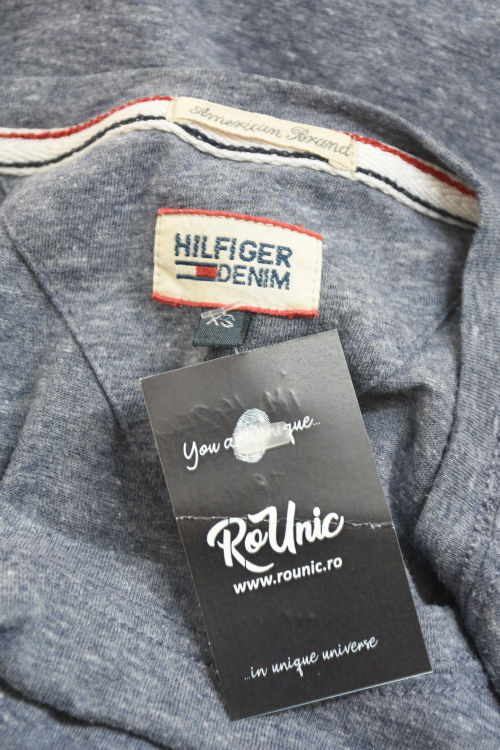 American Brand
HILFIGER
DENIM
XS
You a unique...
RoUnic
www.rounic.ro
...in unique universe